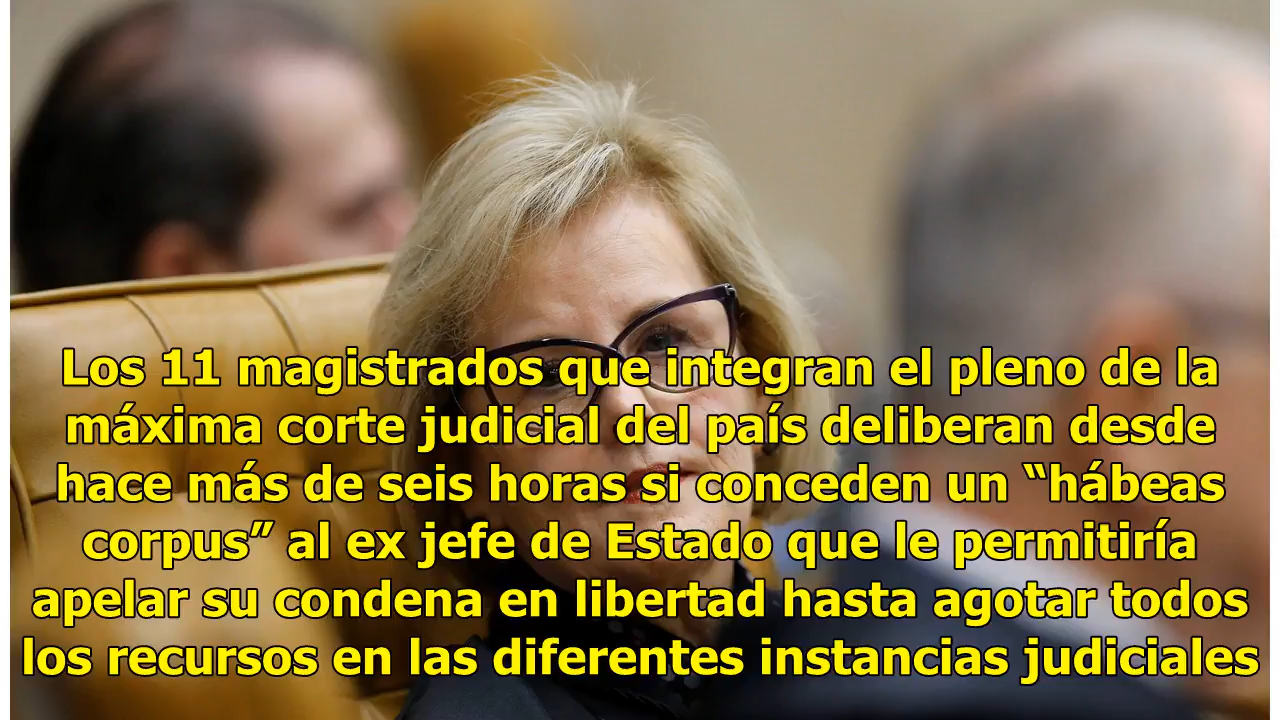 Los 11 magistrados que integran el pleno de la
máxima corte judicial del país deliberan desde
hace más de seis horas si conceden un “hábeas
corpus” al ex jefe de Estado que le permitiría
apelar su condena en libertad hasta agotar todos
los recursos en las diferentes instancias judiciales